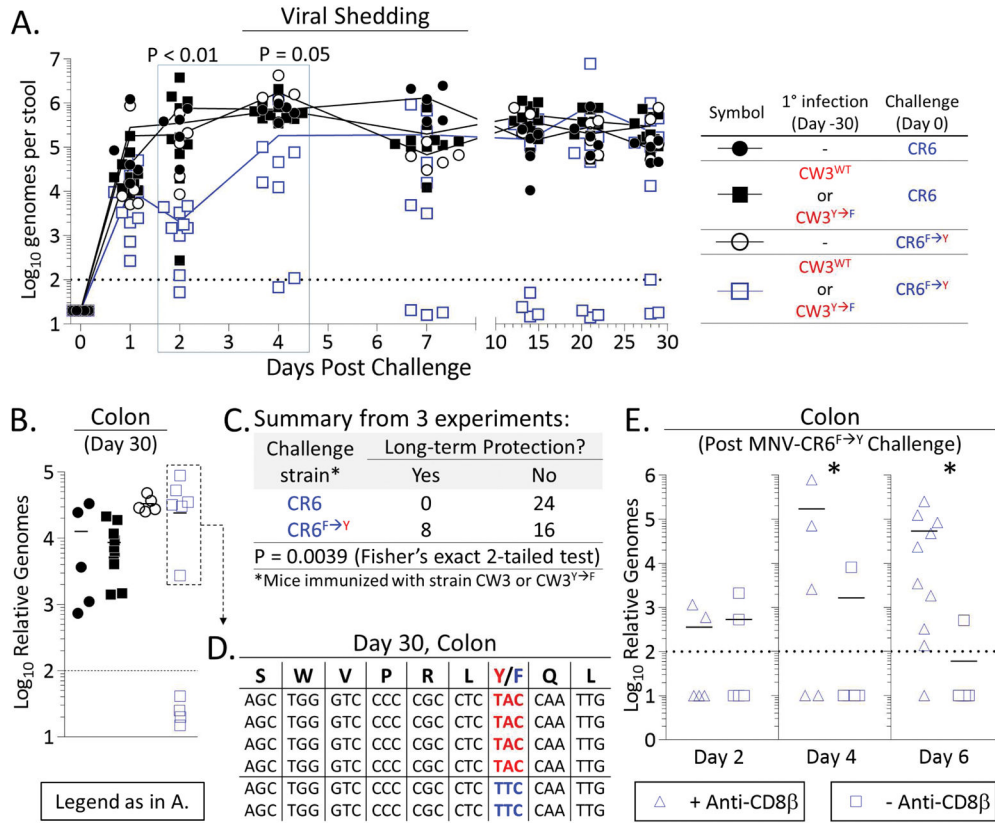 A.
Viral Shedding
P < 0.01
P = 0.05
Log10 genomes per stool
7
6
5
4
3
2
1
0 1 2 3 4 5 6 7 8 10 15 20 25 30
Days Post Challenge
Symbol 1° infection (Day -30) Challenge (Day 0)
- CR6
CW3WT or CW3Y→F CR6
- CR6F→Y
CW3WT or CW3Y→F CR6F→Y
B.
Colon
(Day 30)
Log10 Relative Genomes
5
4
3
2
1
Legend as in A.
C.
Summary from 3 experiments:
Challenge strain* Long-term Protection?
Yes No
CR6 0 24
CR6F→Y 8 16
P = 0.0039 (Fisher's exact 2-tailed test)
*Mice immunized with strain CW3 or CW3Y→F
D.
Day 30, Colon
S W V P R L Y/F Q L
AGC TGG GTC CCC CGC CTC TAC CAA TTG
AGC TGG GTC CCC CGC CTC TAC CAA TTG
AGC TGG GTC CCC CGC CTC TAC CAA TTG
AGC TGG GTC CCC CGC CTC TAC CAA TTG
AGC TGG GTC CCC CGC CTC TTC CAA TTG
AGC TGG GTC CCC CGC CTC TTC CAA TTG
E.
Colon
(Post MNV-CR6F→Y Challenge)
Log10 Relative Genomes
6
5
4
3
2
1
0
* *
Day 2 Day 4 Day 6
+ Anti-CD8β
- Anti-CD8β